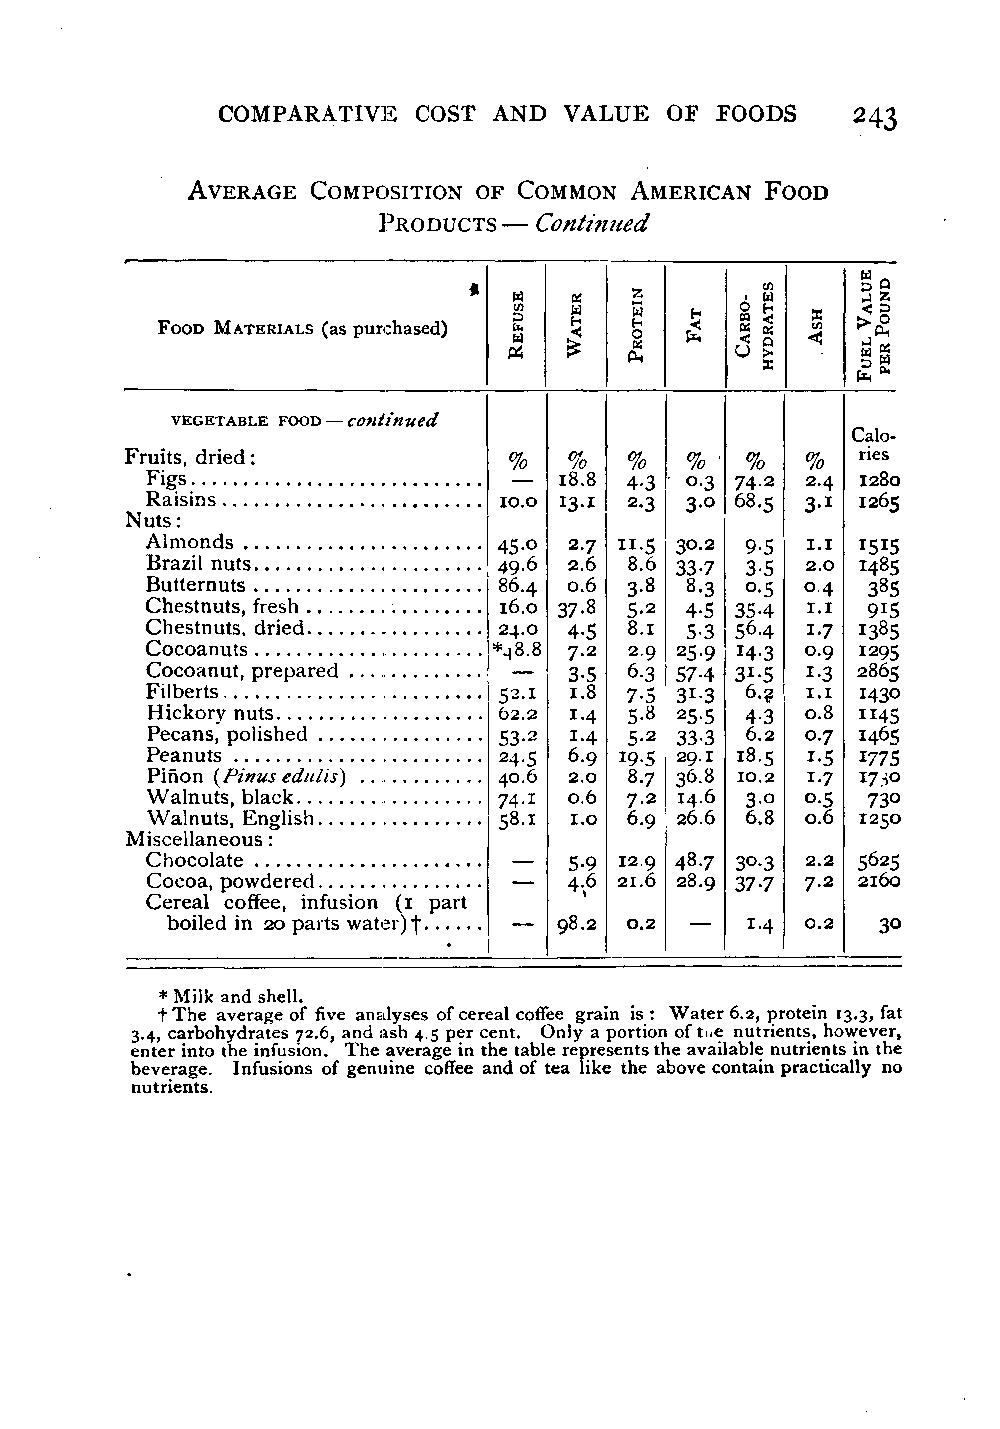 COMPARATIVE COST AND VALUE OF FOODS 243
AVERAGE COMPOSITION OF COMMON AMERICAN FOOD
PRODUCTS — Continued
FOOD MATERIALS (as purchased) REFUSE WATER PROTEIN FAT CARBO-HYDRATES ASH FUEL VALUE PER POUND
VEGETABLE FOOD — continued
Calo-
Fruits, dried: % % % % % % ries
Figs — 18.8 4.3 0.3 74.2 2.4 1280
Raisins 10.0 13.1 2.3 3.0 68.5 3.1 1265
Nuts:
Almonds 45.0 2.7 11.5 30.2 9.5 1.1 1515
Brazil nuts 49.6 2.6 8.6 33.7 3.5 2.0 1485
Butternuts 86.4 0.6 3.8 8.3 0.5 0.4 385
Chestnuts, fresh 16.0 37.8 5.2 4.5 35.4 1.1 915
Chestnuts, dried 24.0 4.5 8.1 5.3 56.4 1.7 1385
Cocoanuts *48.8 7.2 2.9 25.9 14.3 0.9 1295
Cocoanut, prepared — 3.5 6.3 57.4 31.5 1.3 2865
Filberts 52.1 1.8 7.5 31.3 1.1 1430
Hickory nuts 62.2 1.4 5.8 25.5 4.3 0.8 1145
Pecans, polished 53.2 1.4 5.2 33.3 6.2 0.7 1465
Peanuts 24.5 6.9 19.5 29.1 18.5 1.5 1775
Piñon (Pinus edulis) 40.6 2.0 8.7 36.8 10.2 1.7
Walnuts, black 74.1 0.6 7.2 14.6 3.0 0.5 730
Walnuts, English 58.1 1.0 6.9 26.6 6.8 0.6 1250
Miscellaneous:
Chocolate — 5.9 12.9 48.7 30.3 2.2 5625
Cocoa, powdered — 4.6 21.6 28.9 37.7 7.2 2160
Cereal coffee, infusion (1 part
boiled in 20 parts water)† — 98.2 0.2 — 1.4 0.2 30
* Milk and shell.
† The average of five analyses of cereal coffee grain is: Water 6.2, protein 13.3, fat
3.4, carbohydrates 72.6, and ash 4.5 per cent. Only a portion of the nutrients, however,
enter into the infusion. The average in the table represents the available nutrients in the
beverage. Infusions of genuine coffee and of tea like the above contain practically no
nutrients.